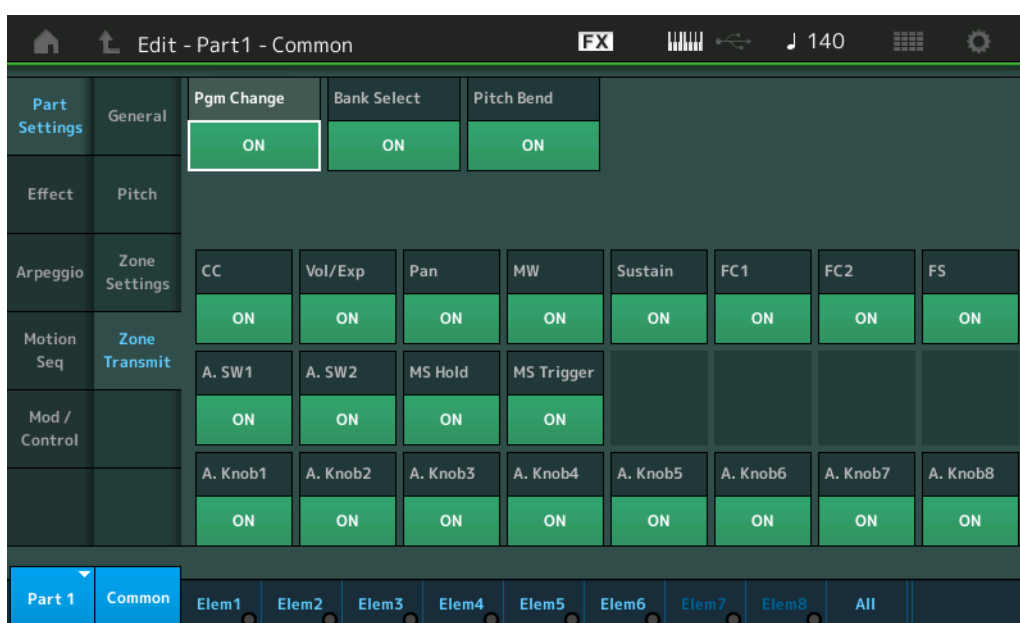 Edit - Part1 - Common FX 140
Part Settings
General
Effect
Pitch
Arpeggio
Zone Settings
Motion Seq
Zone Transmit
Mod / Control
Pgm Change Bank Select Pitch Bend
ON ON ON
CC Vol/Exp Pan MW Sustain FC1 FC2 FS
ON ON ON ON ON ON ON ON
A. SW1 A. SW2 MS Hold MS Trigger
ON ON ON ON
A. Knob1 A. Knob2 A. Knob3 A. Knob4 A. Knob5 A. Knob6 A. Knob7 A. Knob8
ON ON ON ON ON ON ON ON
Part 1 Common Elem1 Elem2 Elem3 Elem4 Elem5 Elem6 Elem7 Elem8 All